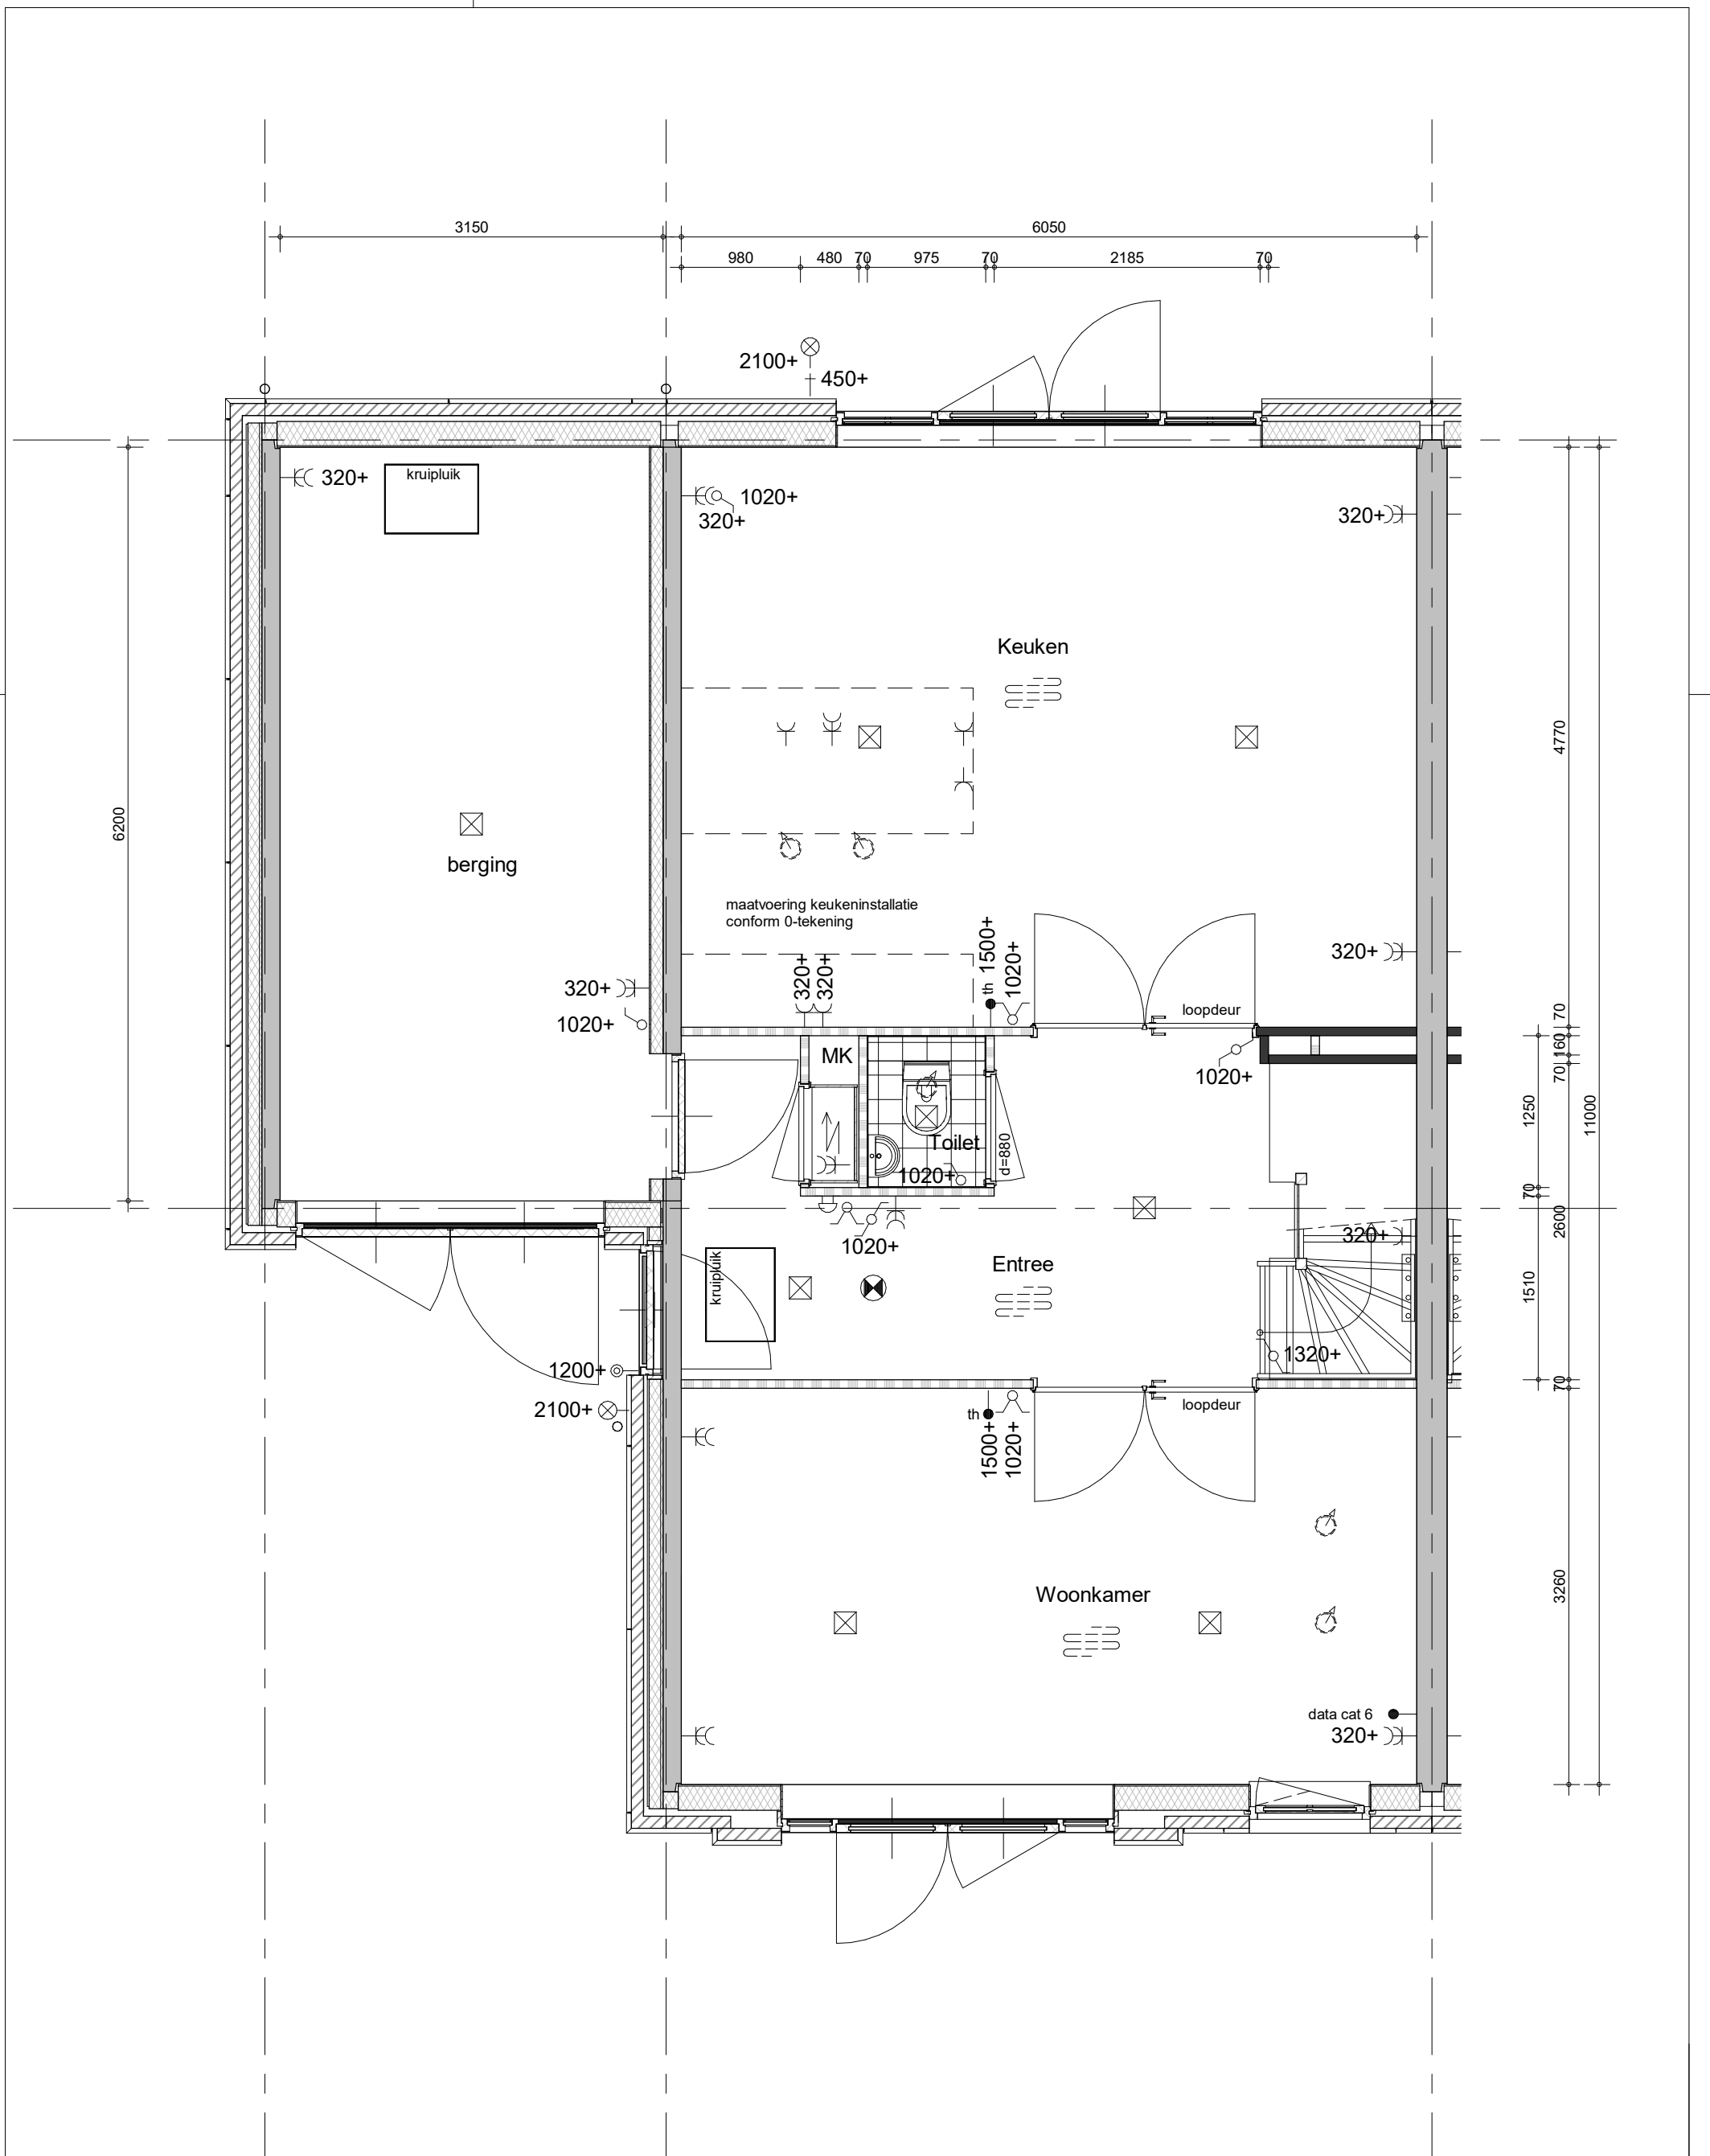 3150
6050
980
480
70
975
70
2185
70
2100+
450+
320+
kruipluik
1020+
320+
320+
Keuken
4770
6200
berging
maatvoering keukeninstallatie
conform 0-tekening
320+
320+
th
1500+
1020+
320+
320+
1020+
loopdeur
70
160
70
MK
1020+
1250
11000
Toilet
d=880
1020+
70
2600
1020+
320+
kruipluik
Entree
1510
1320+
1200+
70
2100+
th
1500+
1020+
loopdeur
3260
Woonkamer
data cat 6
320+